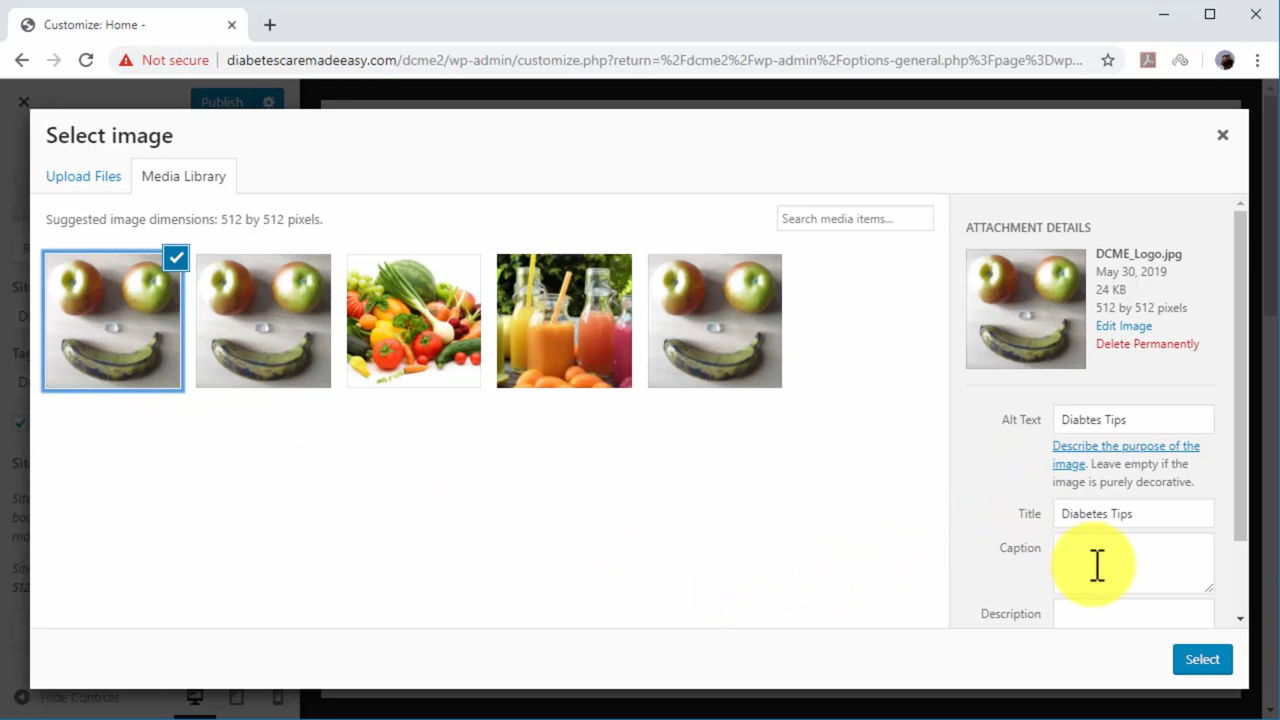 Customize: Home -
Not secure
diabetescaremadeeasy.com/dcme2/wp-admin/customize.php?return=%2Fdcme2%2Fwp-admin%2Foptions-general.php%3Fpage%3Dwp...
Publish
Select image
Upload Files
Media Library
Suggested image dimensions: 512 by 512 pixels.
Search media items...
ATTACHMENT DETAILS
DCME_Logo.jpg
May 30, 2019
24 KB
512 by 512 pixels
Edit Image
Delete Permanently
Alt Text
Diabtes Tips
Describe the purpose of the
image. Leave empty if the
image is purely decorative.
Title
Diabetes Tips
Caption
Description
Select
Hide Controls